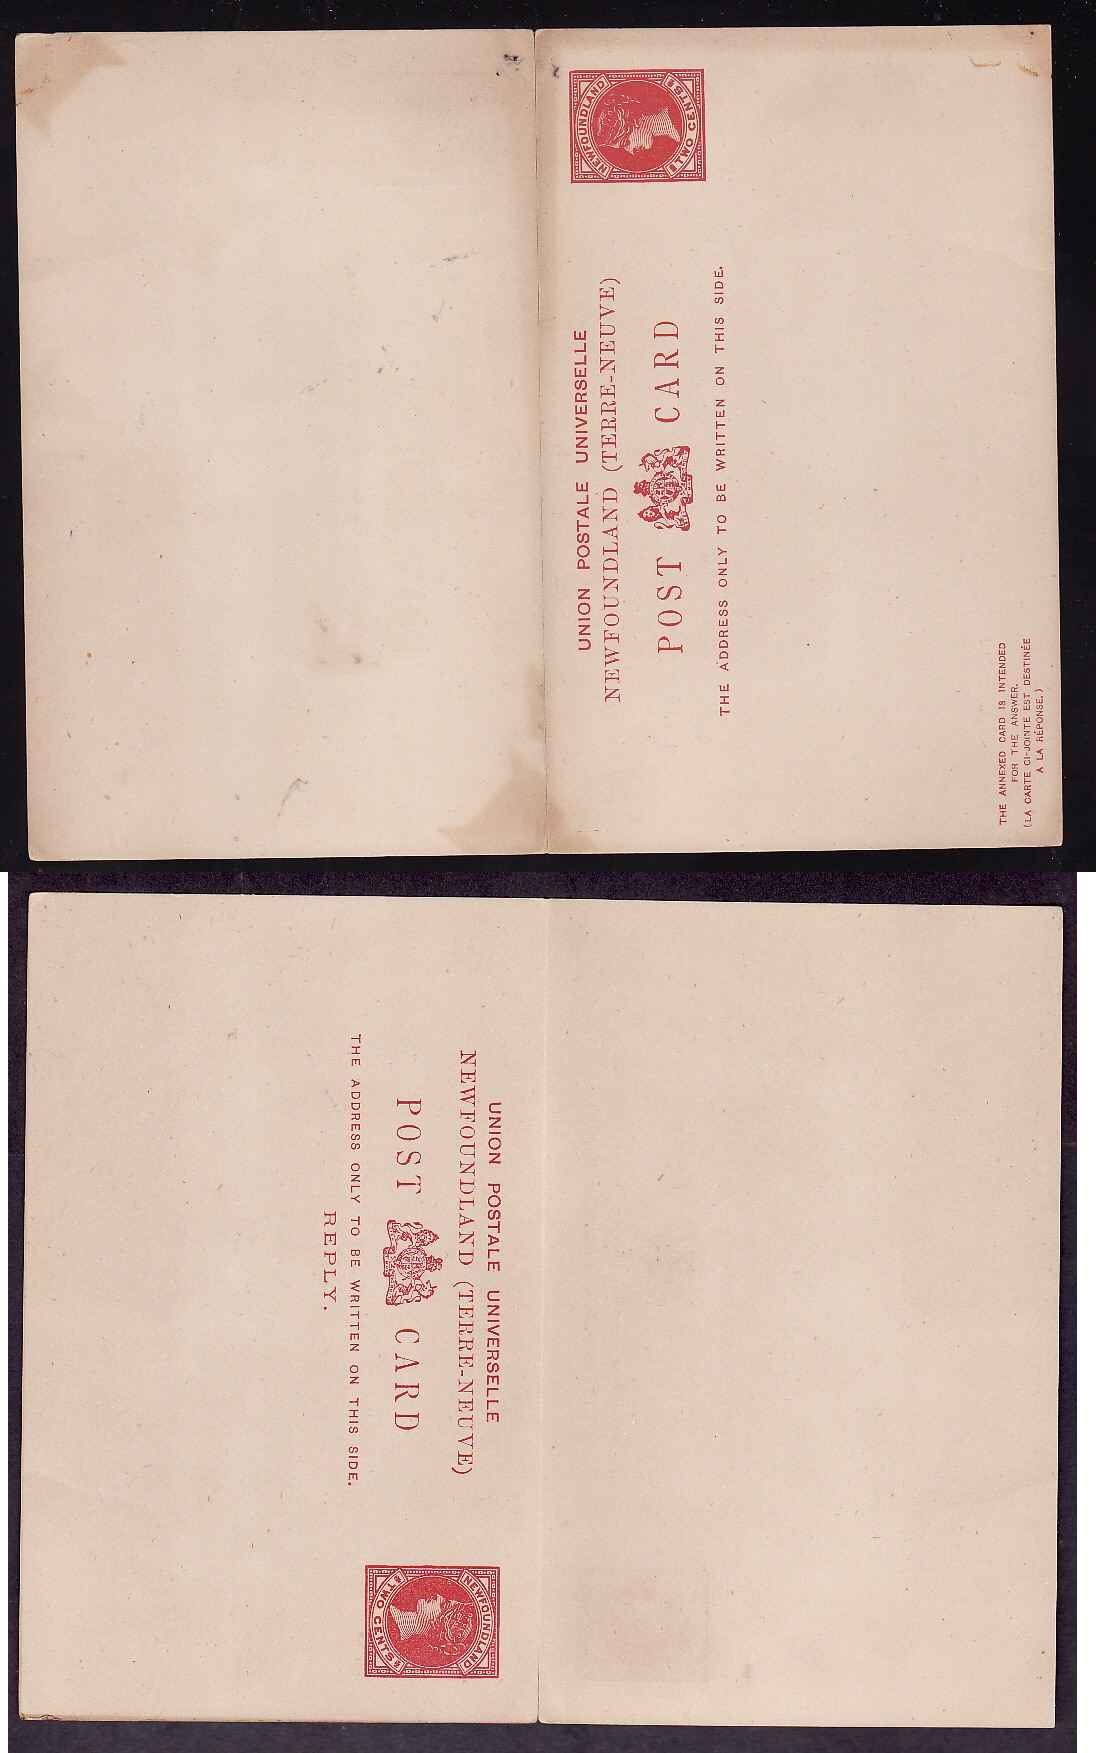 UNION POSTALE UNIVERSELLE
NEWFOUNDLAND (TERRE-NEUVE)
POST CARD
THE ADDRESS ONLY TO BE WRITTEN ON THIS SIDE.
NEWFOUNDLAND
TWO CENTS
THE ANNEXED CARD IS INTENDED
FOR THE ANSWER.
(LA CARTE CI-JOINTE EST DESTINÉE
A LA RÉPONSE.)
UNION POSTALE UNIVERSELLE
NEWFOUNDLAND (TERRE-NEUVE)
POST CARD
THE ADDRESS ONLY TO BE WRITTEN ON THIS SIDE.
REPLY.
NEWFOUNDLAND
TWO CENTS